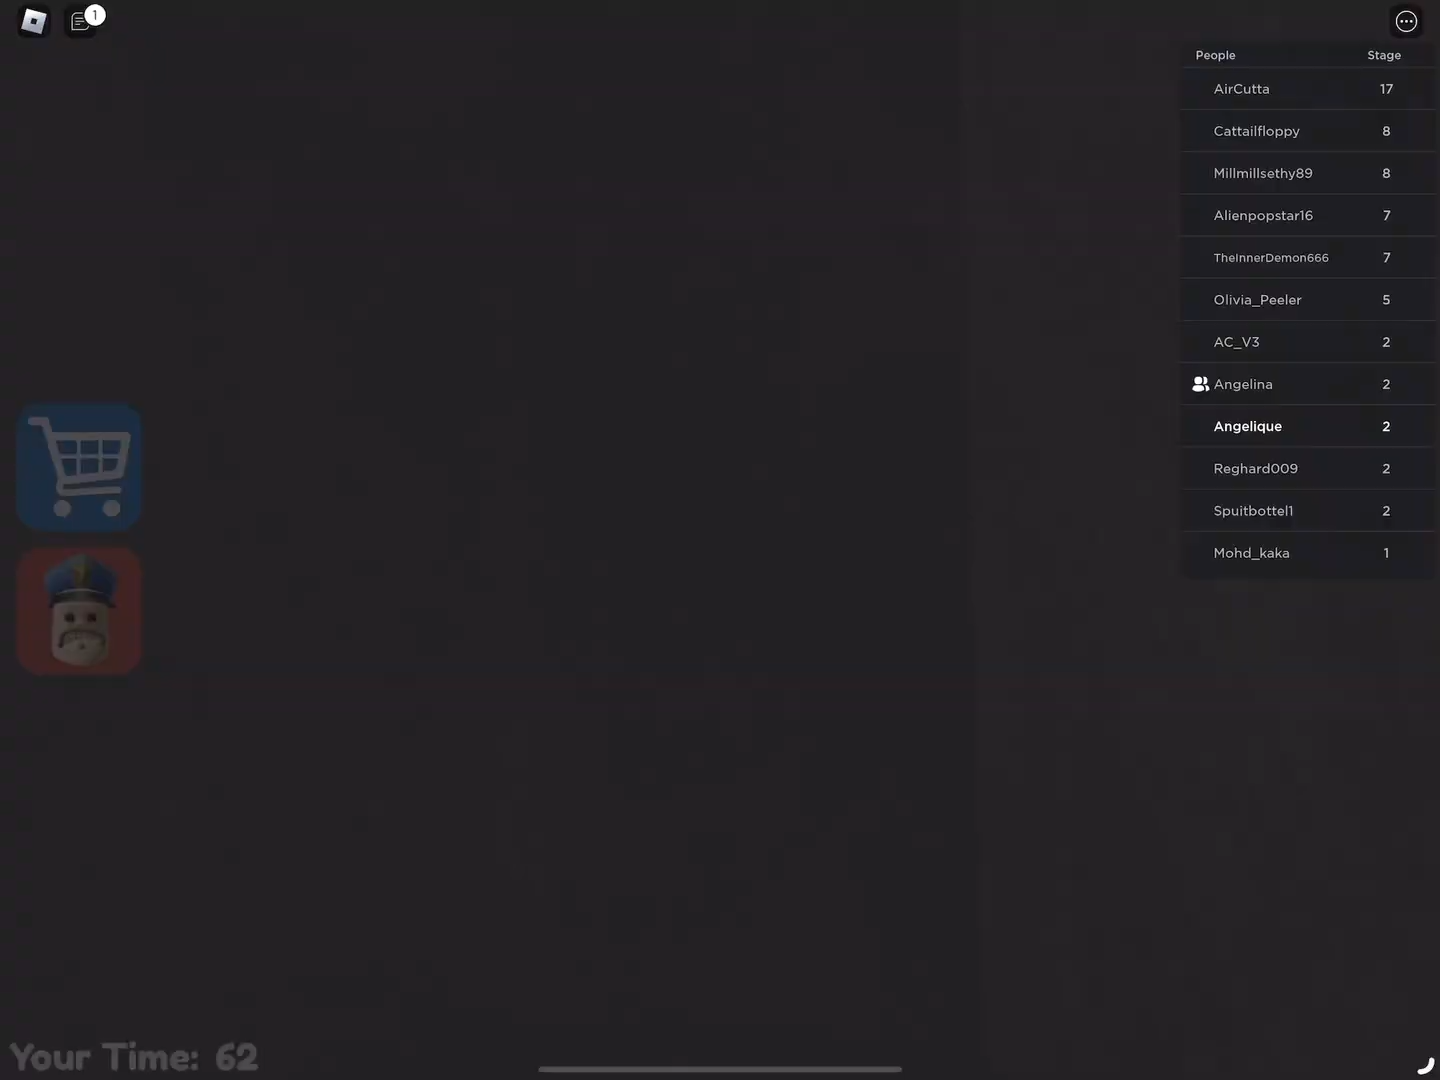 1
People Stage
AirCutta 17
Cattailfloppy 8
Millmillsethy89 8
Alienpopstar16 7
TheInnerDemon666 7
Olivia_Peeler 5
AC_V3 2
Angelina 2
Angelique 2
Reghard009 2
Spuitbottel1 2
Mohd_kaka 1
Your Time: 62